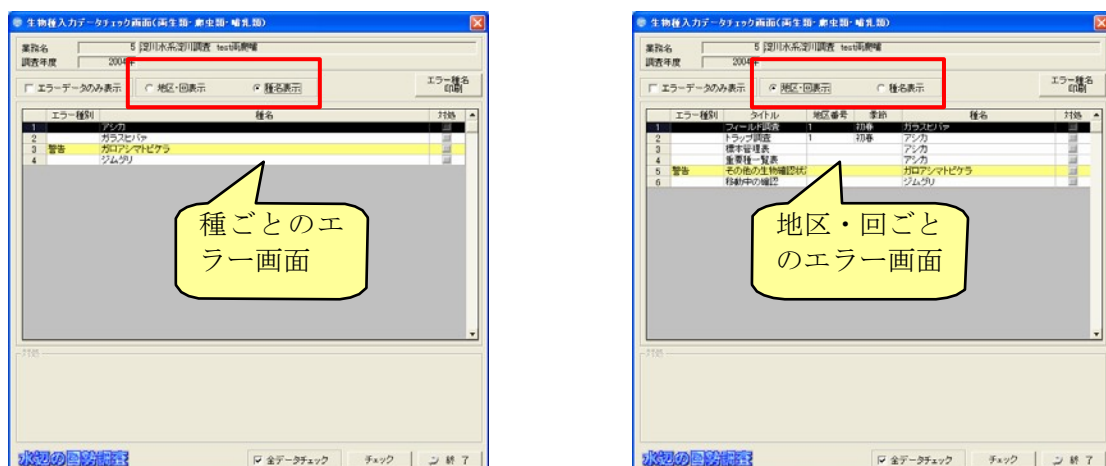 生物種入力データチェック画面(両生類・爬虫類・哺乳類)
業務名 5 淀川水系淀川調査 test両爬哺
調査年度 2004年
エラーデータのみ表示 地区・回表示 種名表示 エラー種名印刷
エラー種別 種名 対処
1 アシカ
2 ガラスヒバァ
3 警告 ガロアシマトビケラ
4 ジムグリ
種ごとのエ
ラー画面
対処
水辺の国勢調査 全データチェック チェック 終 了
生物種入力データチェック画面(両生類・爬虫類・哺乳類)
業務名 5 淀川水系淀川調査 test両爬哺
調査年度 2004年
エラーデータのみ表示 地区・回表示 種名表示 エラー種名印刷
エラー種別 タイトル 地区番号 季節 種名 対処
1 フィールド調査 1 初春 ガラスヒバァ
2 トラップ調査 1 初春 アシカ
3 標本管理表 アシカ
4 重要種一覧表 アシカ
5 警告 その他の生物確認状 ガロアシマトビケラ
6 移動中の確認 ジムグリ
地区・回ごと
のエラー画面
対処
水辺の国勢調査 全データチェック チェック 終 了